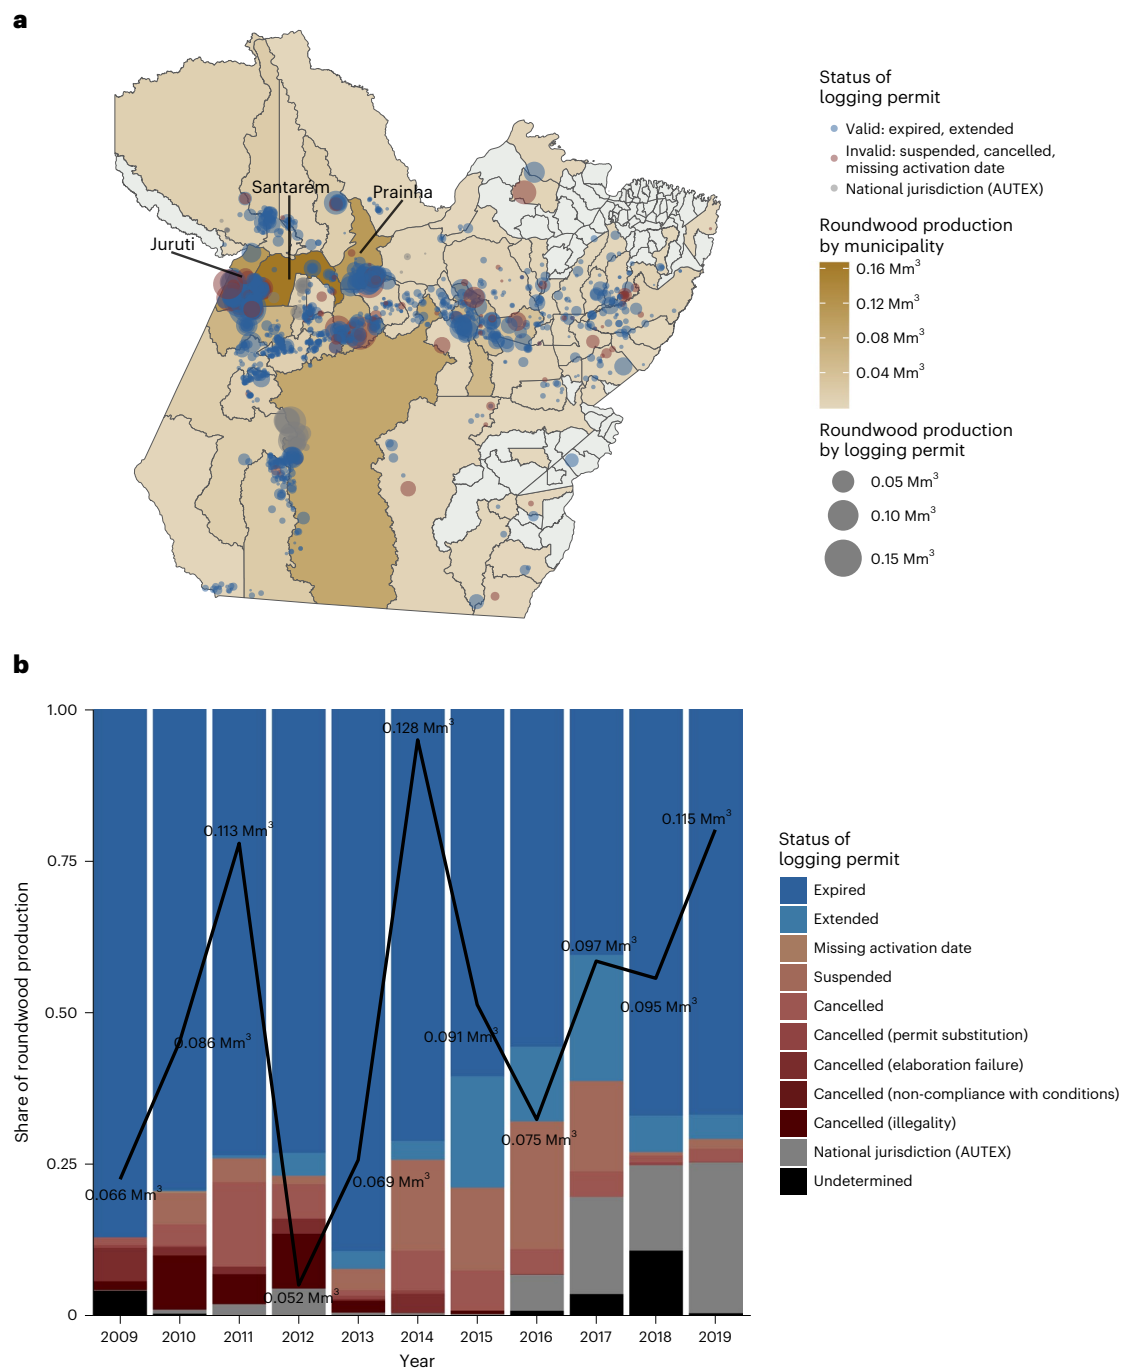 a
Santarém
Prainha
Juruti
Status of
logging permit
Valid: expired, extended
Invalid: suspended, cancelled,
missing activation date
National jurisdiction (AUTEX)
Roundwood production
by municipality
0.16 Mm³
0.12 Mm³
0.08 Mm³
0.04 Mm³
Roundwood production
by logging permit
0.05 Mm³
0.10 Mm³
0.15 Mm³
b
Share of roundwood production
1.00
0.75
0.50
0.25
0
0.066 Mm³
0.086 Mm³
0.113 Mm³
0.052 Mm³
0.069 Mm³
0.128 Mm³
0.091 Mm³
0.075 Mm³
0.097 Mm³
0.095 Mm³
0.115 Mm³
2009 2010 2011 2012 2013 2014 2015 2016 2017 2018 2019
Year
Status of
logging permit
Expired
Extended
Missing activation date
Suspended
Cancelled
Cancelled (permit substitution)
Cancelled (elaboration failure)
Cancelled (non-compliance with conditions)
Cancelled (illegality)
National jurisdiction (AUTEX)
Undetermined